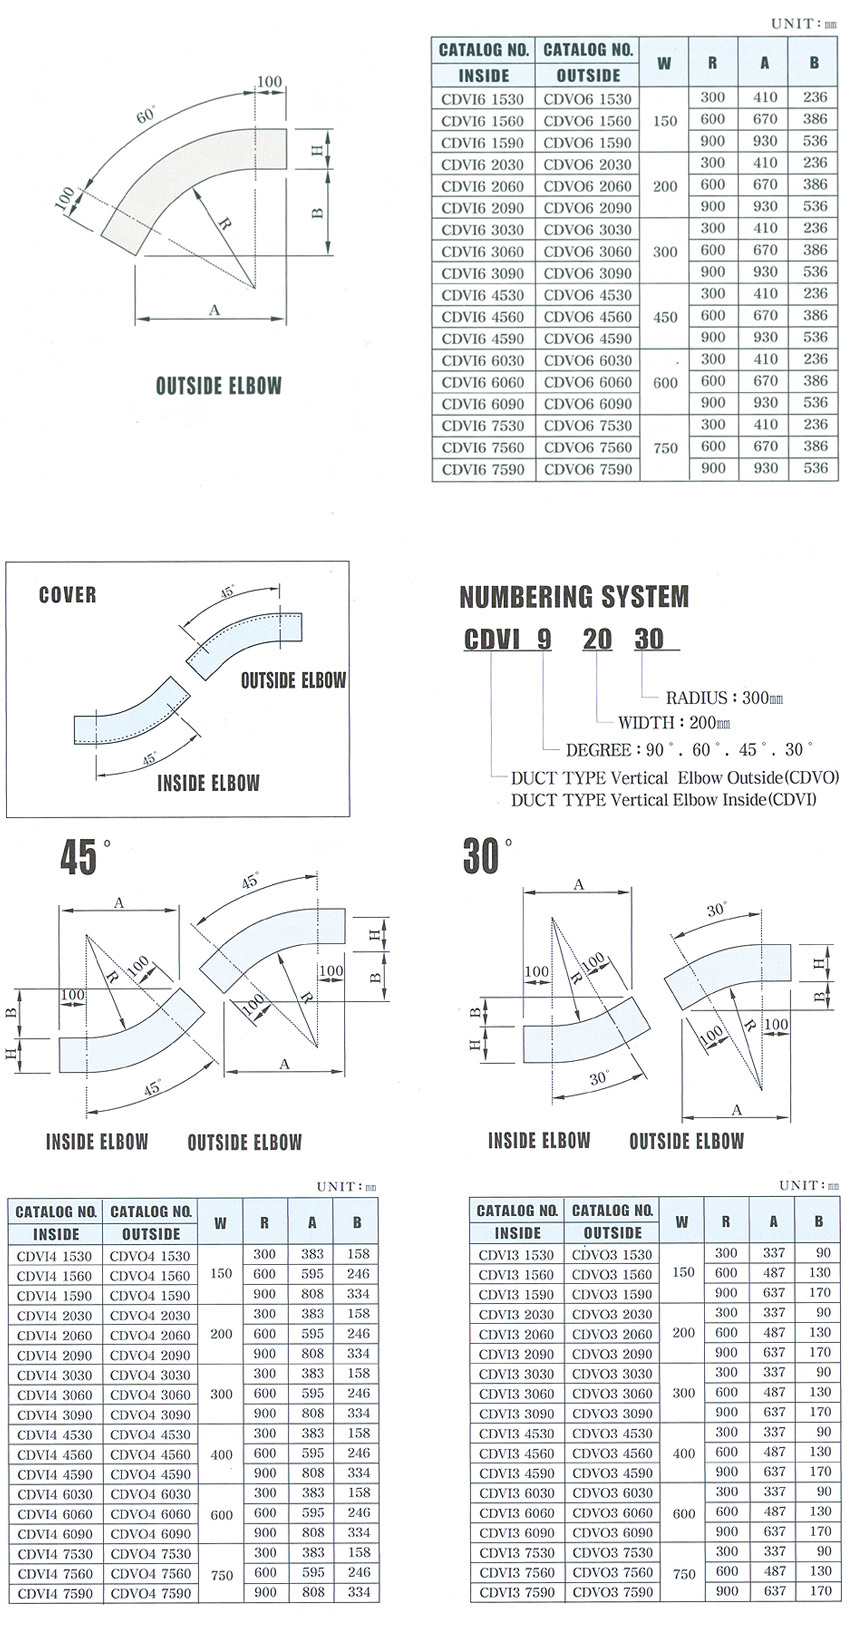 UNIT : ㎜
CATALOG NO. CATALOG NO. W R A B
INSIDE OUTSIDE
CDVI6 1530 CDVO6 1530 150 300 410 236
CDVI6 1560 CDVO6 1560 600 670 386
CDVI6 1590 CDVO6 1590 900 930 536
CDVI6 2030 CDVO6 2030 200 300 410 236
CDVI6 2060 CDVO6 2060 600 670 386
CDVI6 2090 CDVO6 2090 900 930 536
CDVI6 3030 CDVO6 3030 300 300 410 236
CDVI6 3060 CDVO6 3060 600 670 386
CDVI6 3090 CDVO6 3090 900 930 536
CDVI6 4530 CDVO6 4530 450 300 410 236
CDVI6 4560 CDVO6 4560 600 670 386
CDVI6 4590 CDVO6 4590 900 930 536
CDVI6 6030 CDVO6 6030 600 300 410 236
CDVI6 6060 CDVO6 6060 600 670 386
CDVI6 6090 CDVO6 6090 900 930 536
CDVI6 7530 CDVO6 7530 750 300 410 236
CDVI6 7560 CDVO6 7560 600 670 386
CDVI6 7590 CDVO6 7590 900 930 536
100
60°
H
100
R
B
A
OUTSIDE ELBOW
COVER
45°
OUTSIDE ELBOW
45°
INSIDE ELBOW
NUMBERING SYSTEM
CDVI 9 20 30
RADIUS : 300㎜
WIDTH : 200㎜
DEGREE : 90°. 60°. 45°. 30°
DUCT TYPE Vertical Elbow Outside(CDVO)
DUCT TYPE Vertical Elbow Inside(CDVI)
45°
A
45°
H
100
R
100
B
100
B
100
R
H
A
45°
INSIDE ELBOW OUTSIDE ELBOW
30°
A
30°
100
R
100
H
B
B
H
100
R
100
30°
A
INSIDE ELBOW OUTSIDE ELBOW
UNIT : ㎜
CATALOG NO. CATALOG NO. W R A B
INSIDE OUTSIDE
CDVI4 1530 CDVO4 1530 150 300 383 158
CDVI4 1560 CDVO4 1560 600 595 246
CDVI4 1590 CDVO4 1590 900 808 334
CDVI4 2030 CDVO4 2030 200 300 383 158
CDVI4 2060 CDVO4 2060 600 595 246
CDVI4 2090 CDVO4 2090 900 808 334
CDVI4 3030 CDVO4 3030 300 300 383 158
CDVI4 3060 CDVO4 3060 600 595 246
CDVI4 3090 CDVO4 3090 900 808 334
CDVI4 4530 CDVO4 4530 400 300 383 158
CDVI4 4560 CDVO4 4560 600 595 246
CDVI4 4590 CDVO4 4590 900 808 334
CDVI4 6030 CDVO4 6030 600 300 383 158
CDVI4 6060 CDVO4 6060 600 595 246
CDVI4 6090 CDVO4 6090 900 808 334
CDVI4 7530 CDVO4 7530 750 300 383 158
CDVI4 7560 CDVO4 7560 600 595 246
CDVI4 7590 CDVO4 7590 900 808 334
UNIT : ㎜
CATALOG NO. CATALOG NO. W R A B
INSIDE OUTSIDE
CDVI3 1530 CDVO3 1530 150 300 337 90
CDVI3 1560 CDVO3 1560 600 487 130
CDVI3 1590 CDVO3 1590 900 637 170
CDVI3 2030 CDVO3 2030 200 300 337 90
CDVI3 2060 CDVO3 2060 600 487 130
CDVI3 2090 CDVO3 2090 900 637 170
CDVI3 3030 CDVO3 3030 300 300 337 90
CDVI3 3060 CDVO3 3060 600 487 130
CDVI3 3090 CDVO3 3090 900 637 170
CDVI3 4530 CDVO3 4530 400 300 337 90
CDVI3 4560 CDVO3 4560 600 487 130
CDVI3 4590 CDVO3 4590 900 637 170
CDVI3 6030 CDVO3 6030 600 300 337 90
CDVI3 6060 CDVO3 6060 600 487 130
CDVI3 6090 CDVO3 6090 900 637 170
CDVI3 7530 CDVO3 7530 750 300 337 90
CDVI3 7560 CDVO3 7560 600 487 130
CDVI3 7590 CDVO3 7590 900 637 170